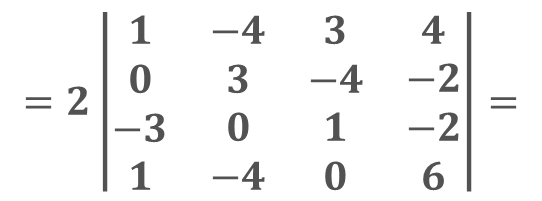 = 2 | 1 −4 3 4 |
| 0 3 −4 −2 |
| −3 0 1 −2 | =
| 1 −4 0 6 |